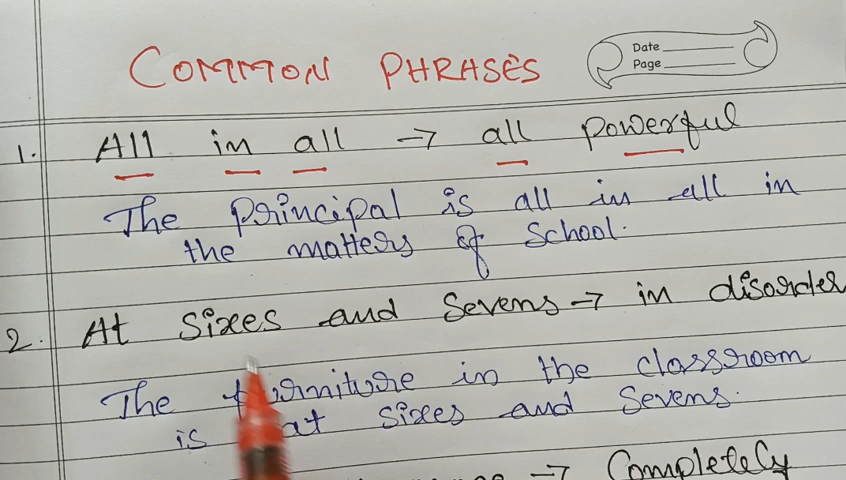 COMMON PHRASES
Date
Page
1. All in all → all powerful
The principal is all in all in
the matters of School.
2. At Sixes and Sevens → in disorder
The furniture in the classroom
is at sixes and Sevens.
→ Completely